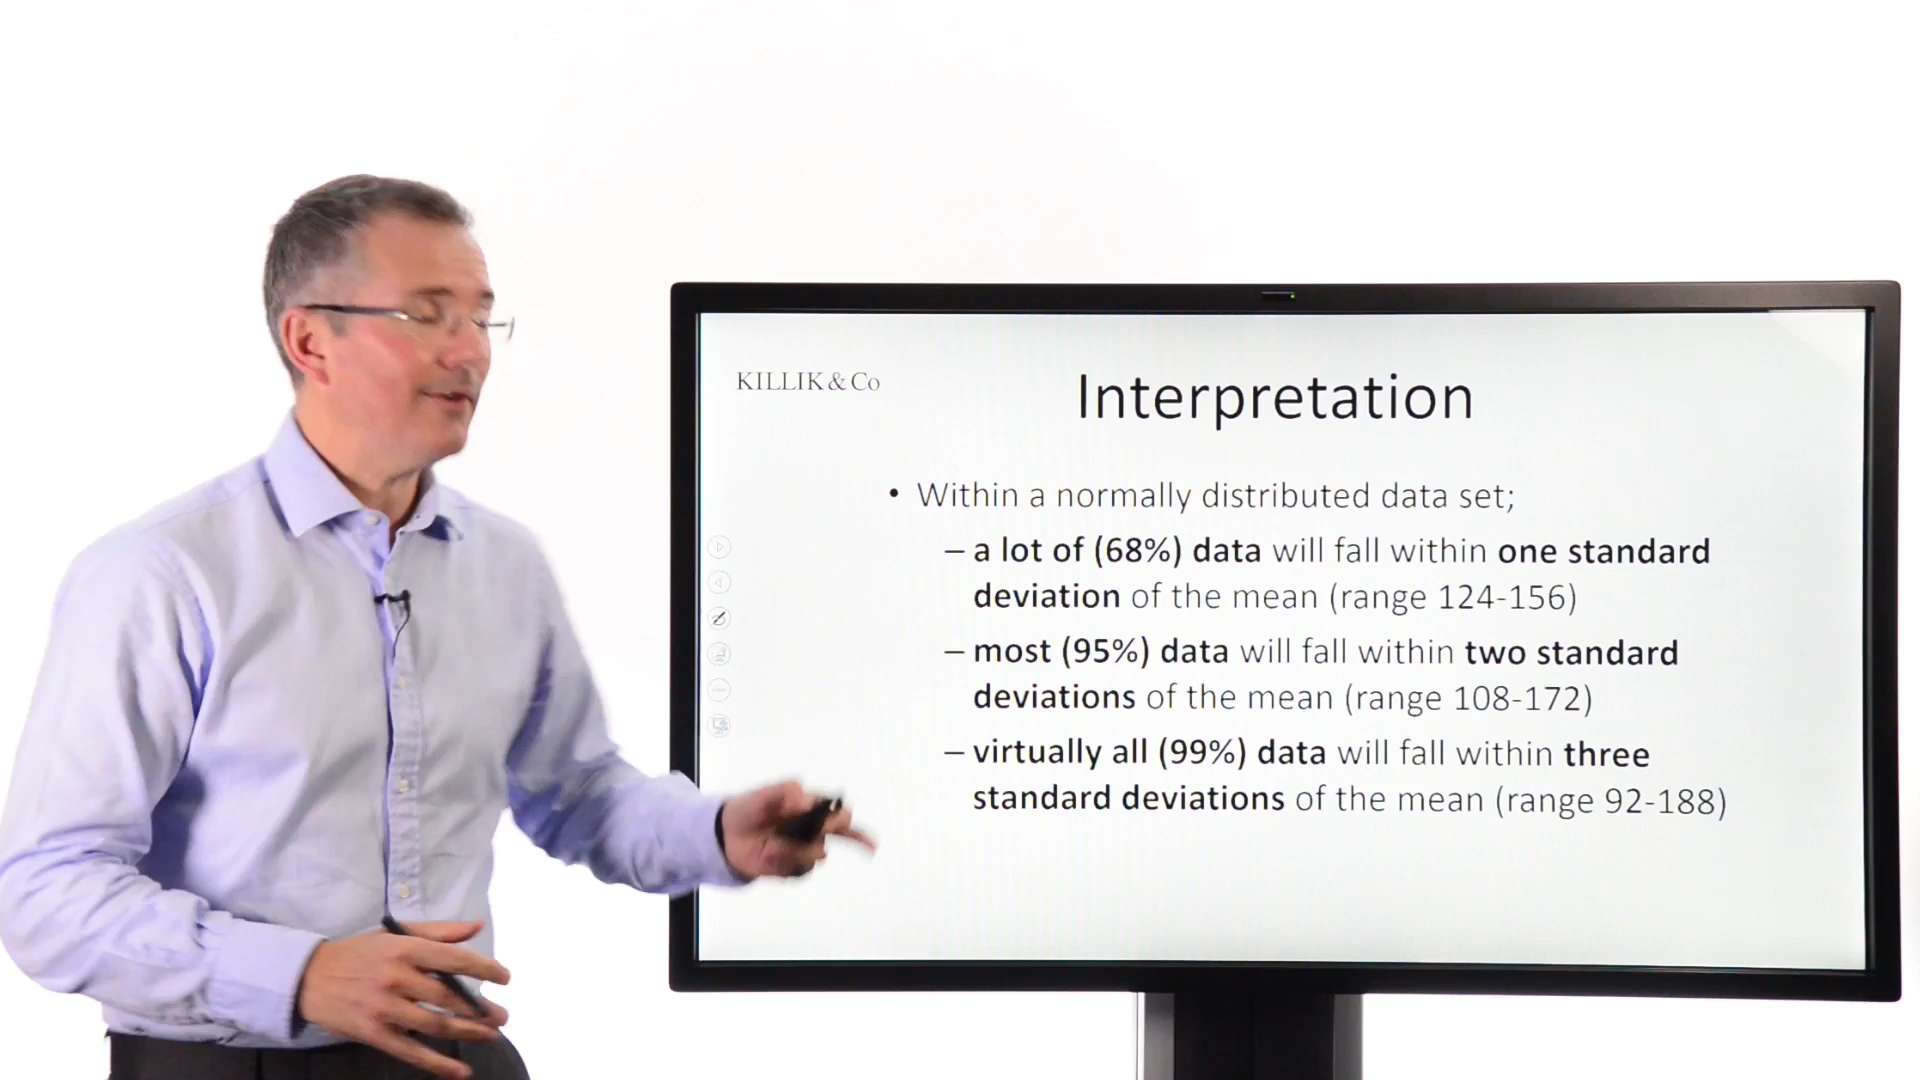 KILLIK & Co
Interpretation
• Within a normally distributed data set;
– a lot of (68%) data will fall within one standard
deviation of the mean (range 124-156)
– most (95%) data will fall within two standard
deviations of the mean (range 108-172)
– virtually all (99%) data will fall within three
standard deviations of the mean (range 92-188)